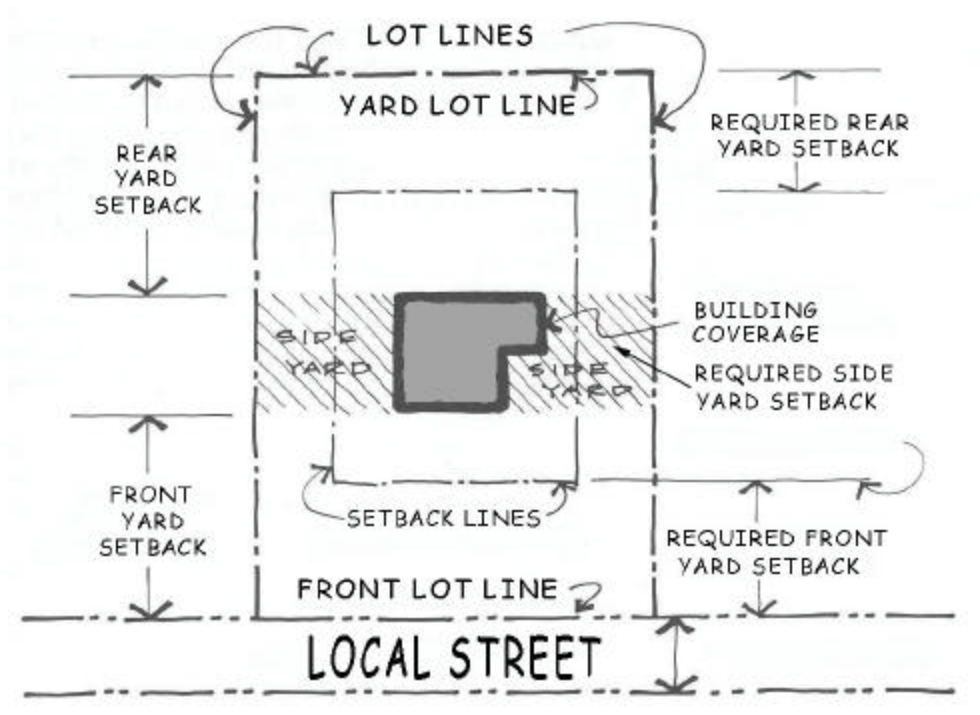 LOT LINES
YARD LOT LINE
REQUIRED REAR
YARD SETBACK
REAR
YARD
SETBACK
BUILDING
COVERAGE
SIDE
YARD
SIDE
YARD
REQUIRED SIDE
YARD SETBACK
FRONT
YARD
SETBACK
SETBACK LINES
REQUIRED FRONT
YARD SETBACK
FRONT LOT LINE
LOCAL STREET